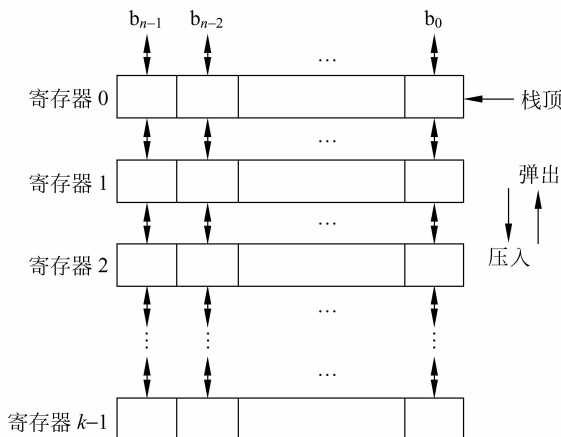 bₙ₋₁ bₙ₋₂ b₀
…
寄存器 0
栈顶
…
寄存器 1
…
弹出
压入
…
寄存器 2
…
⋮ ⋮ ⋮
…
寄存器 k−1